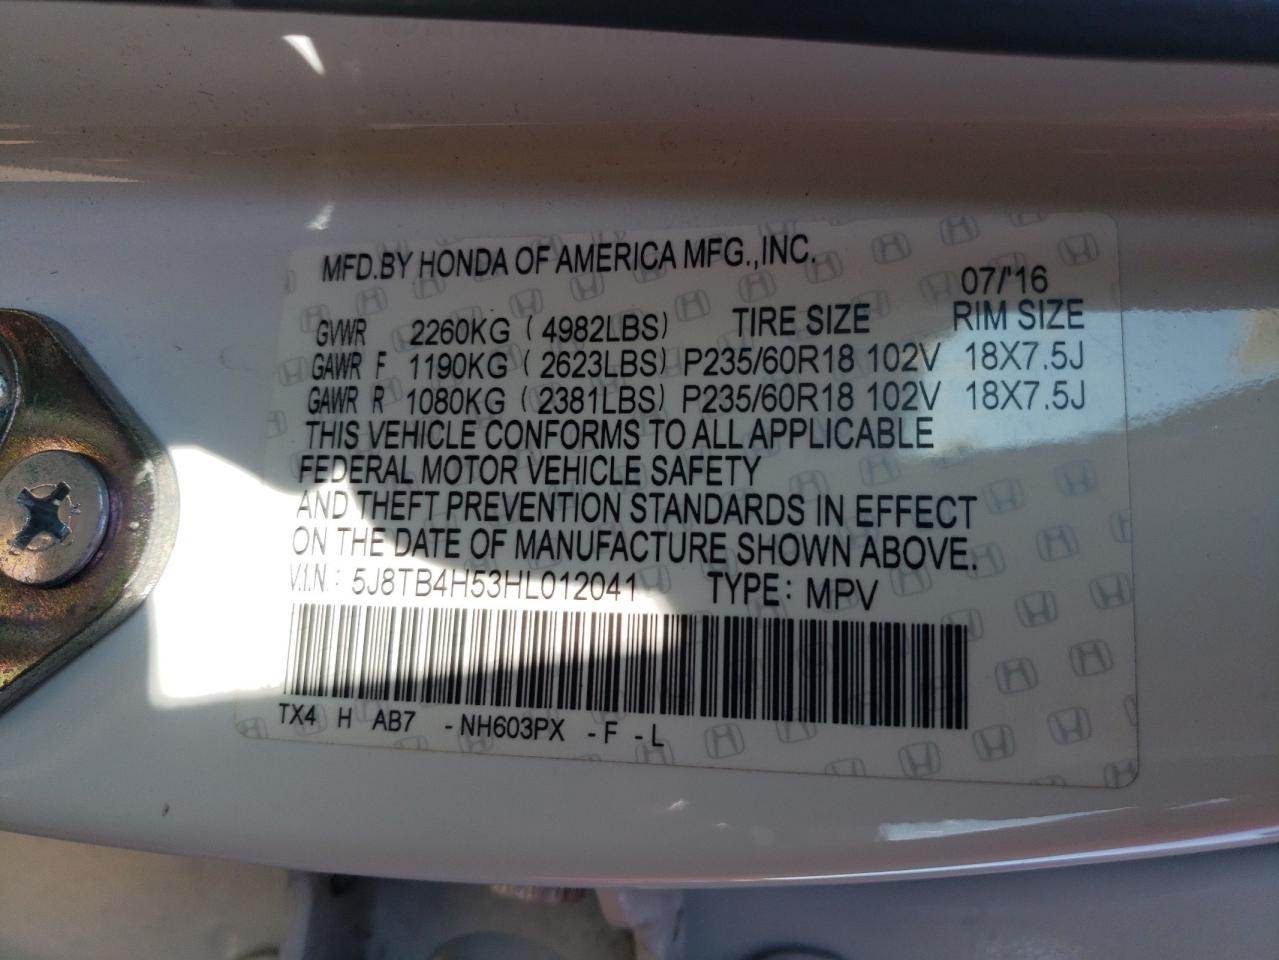 MFD.BY HONDA OF AMERICA MFG.,INC.
07/'16
GVWR 2260KG (4982LBS) TIRE SIZE RIM SIZE
GAWR F 1190KG (2623LBS) P235/60R18 102V 18X7.5J
GAWR R 1080KG (2381LBS) P235/60R18 102V 18X7.5J
THIS VEHICLE CONFORMS TO ALL APPLICABLE
FEDERAL MOTOR VEHICLE SAFETY
AND THEFT PREVENTION STANDARDS IN EFFECT
ON THE DATE OF MANUFACTURE SHOWN ABOVE.
V.I.N.: 5J8TB4H53HL012041 TYPE: MPV
TX4 H AB7 -NH603PX -F -L